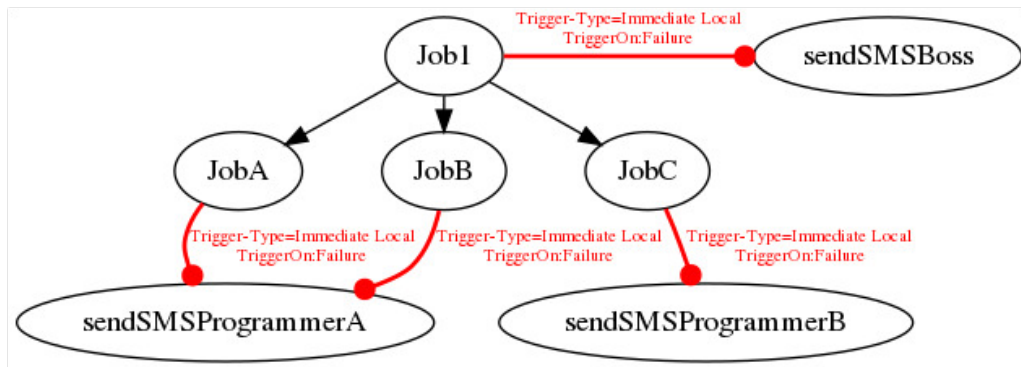 Trigger-Type=Immediate Local
TriggerOn:Failure
Job1
sendSMSBoss
JobA
JobB
JobC
Trigger-Type=Immediate Local
TriggerOn:Failure
Trigger-Type=Immediate Local
TriggerOn:Failure
Trigger-Type=Immediate Local
TriggerOn:Failure
sendSMSProgrammerA
sendSMSProgrammerB